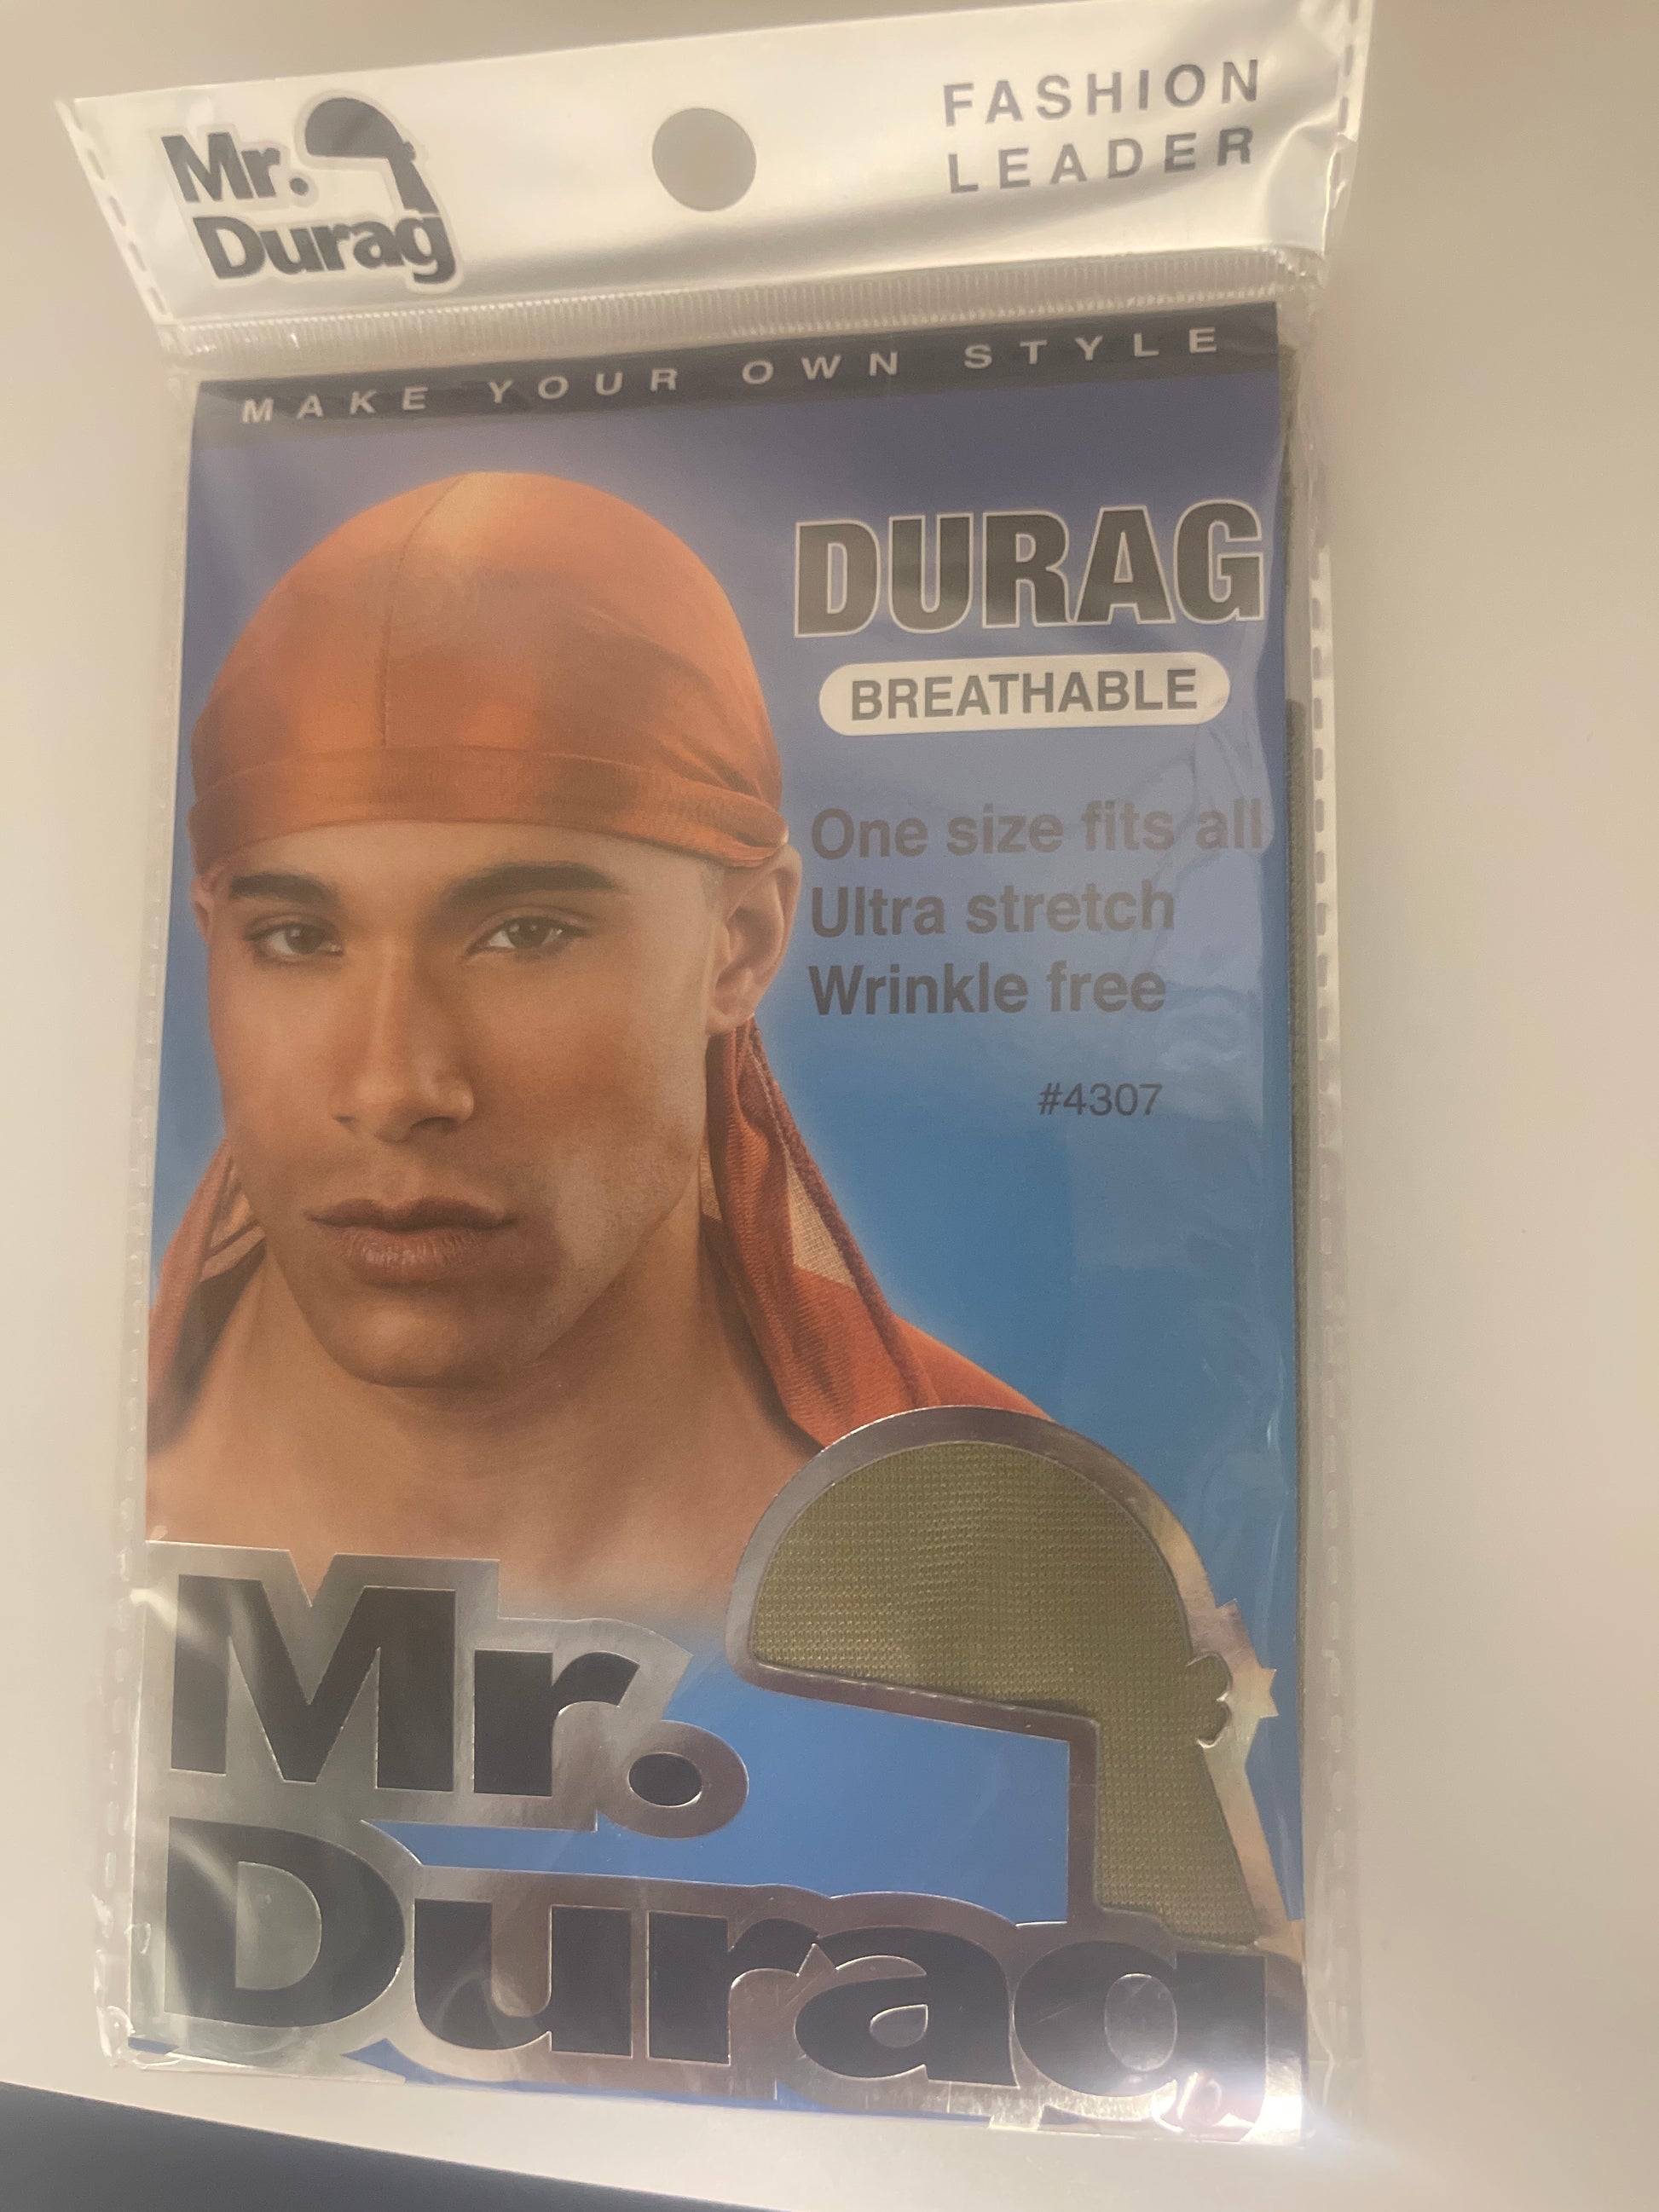 Mr.
Durag
FASHION
LEADER
MAKE YOUR OWN STYLE
DURAG
BREATHABLE
One size fits all
Ultra stretch
Wrinkle free
#4307
Mr.
Durag